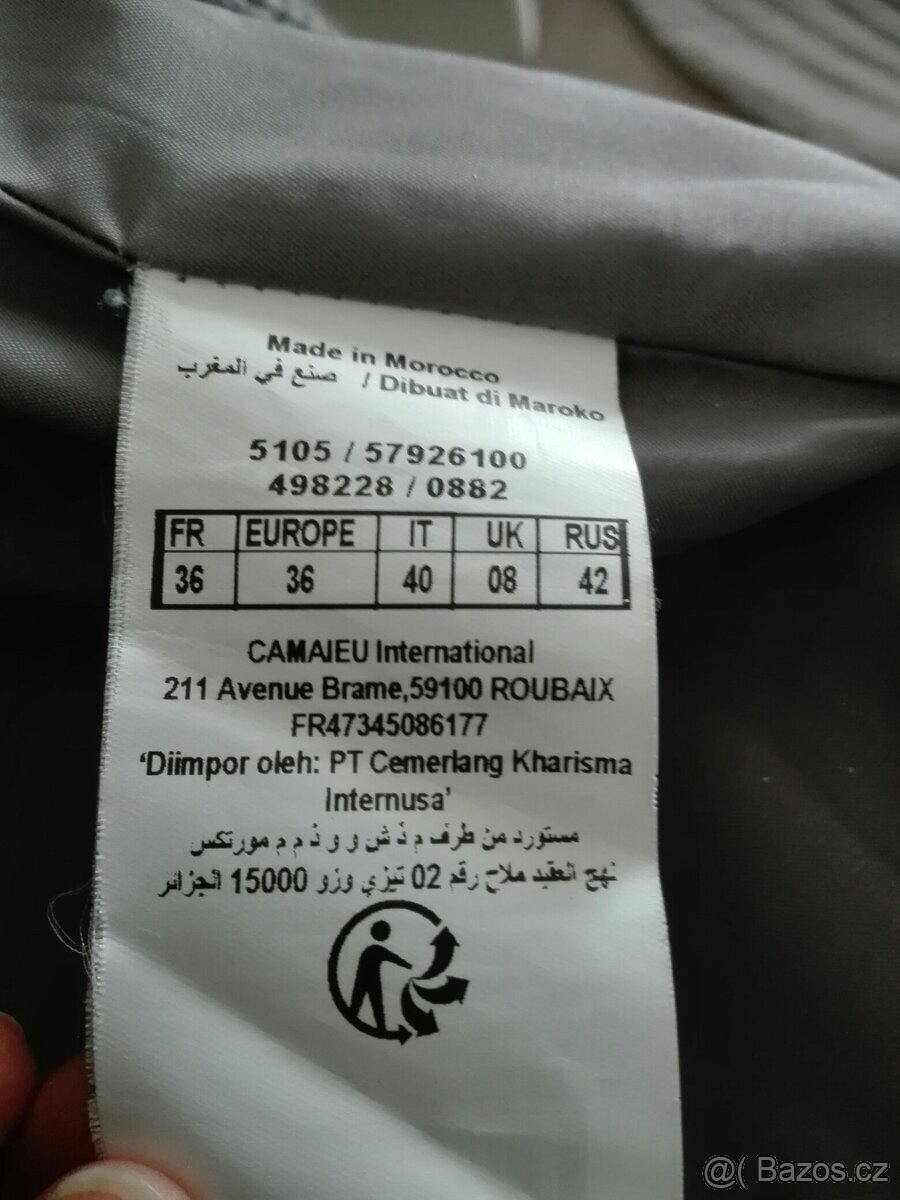 Made in Morocco
صنع في المغرب / Dibuat di Maroko
5105 / 57926100
498228 / 0882
FR EUROPE IT UK RUS
36 36 40 08 42
CAMAIEU International
211 Avenue Brame,59100 ROUBAIX
FR47345086177
‘Diimpor oleh: PT Cemerlang Kharisma
Internusa’
مستورد من طرف م ذ ش و و ذ م م مورتكس
نهج العقيد ملاح رقم 02 تيزي وزو 15000 الجزائر
@( Bazos.cz